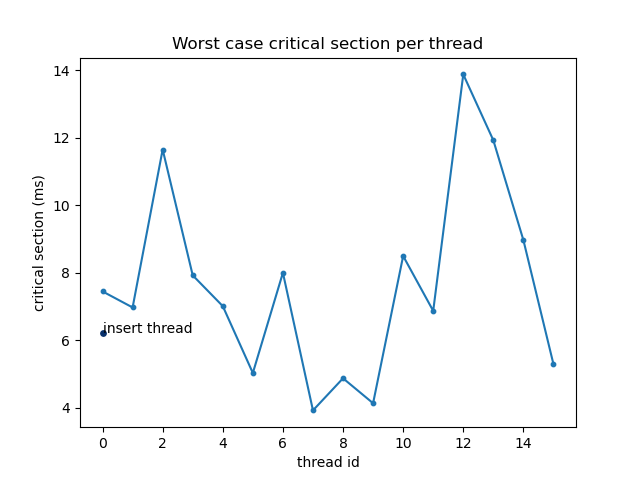 Worst case critical section per thread
critical section (ms)
14
12
10
8
6
4
insert thread
0 2 4 6 8 10 12 14
thread id